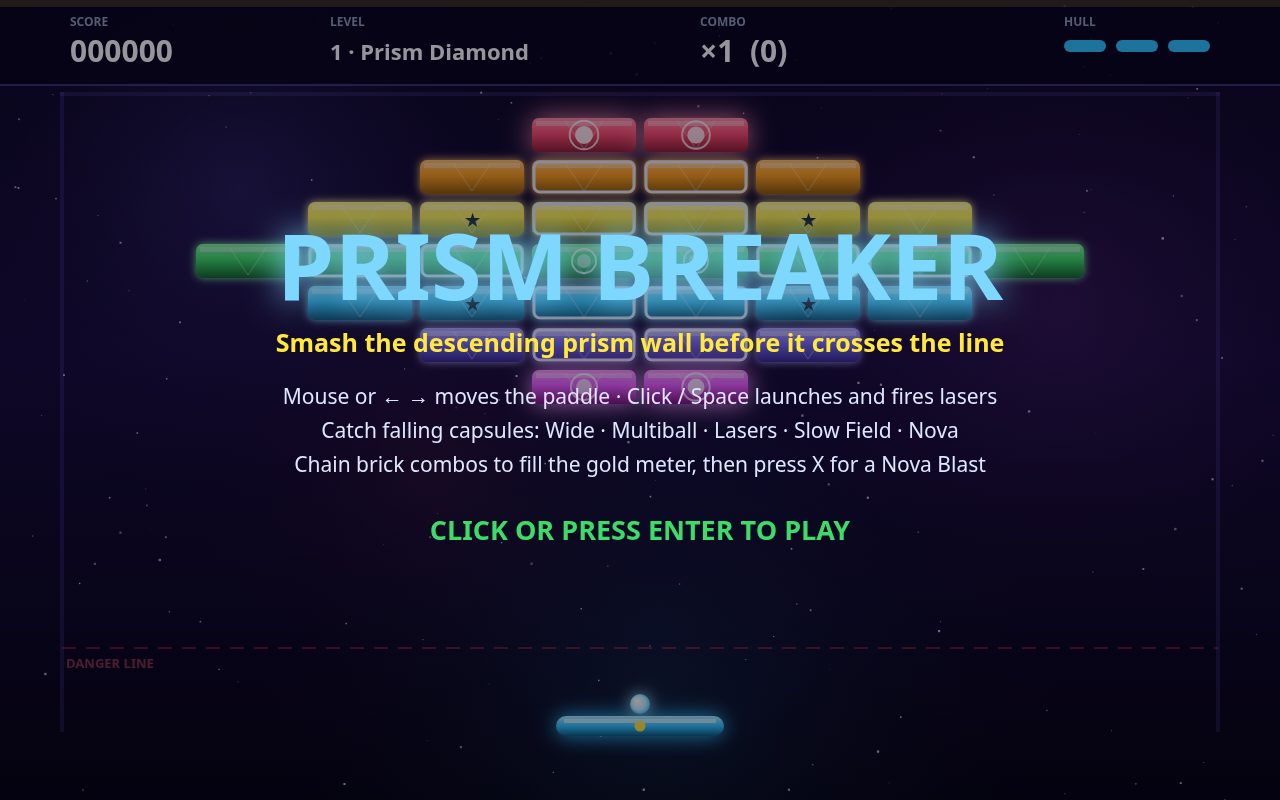 SCORE
LEVEL
COMBO
HULL
000000
1 · Prism Diamond
×1 (0)
PRISM BREAKER
Smash the descending prism wall before it crosses the line
Mouse or ← → moves the paddle · Click / Space launches and fires lasers
Catch falling capsules: Wide · Multiball · Lasers · Slow Field · Nova
Chain brick combos to fill the gold meter, then press X for a Nova Blast
CLICK OR PRESS ENTER TO PLAY
DANGER LINE